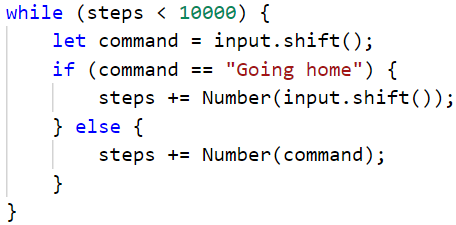 while (steps < 10000) {
    let command = input.shift();
    if (command == "Going home") {
        steps += Number(input.shift());
    } else {
        steps += Number(command);
    }
}